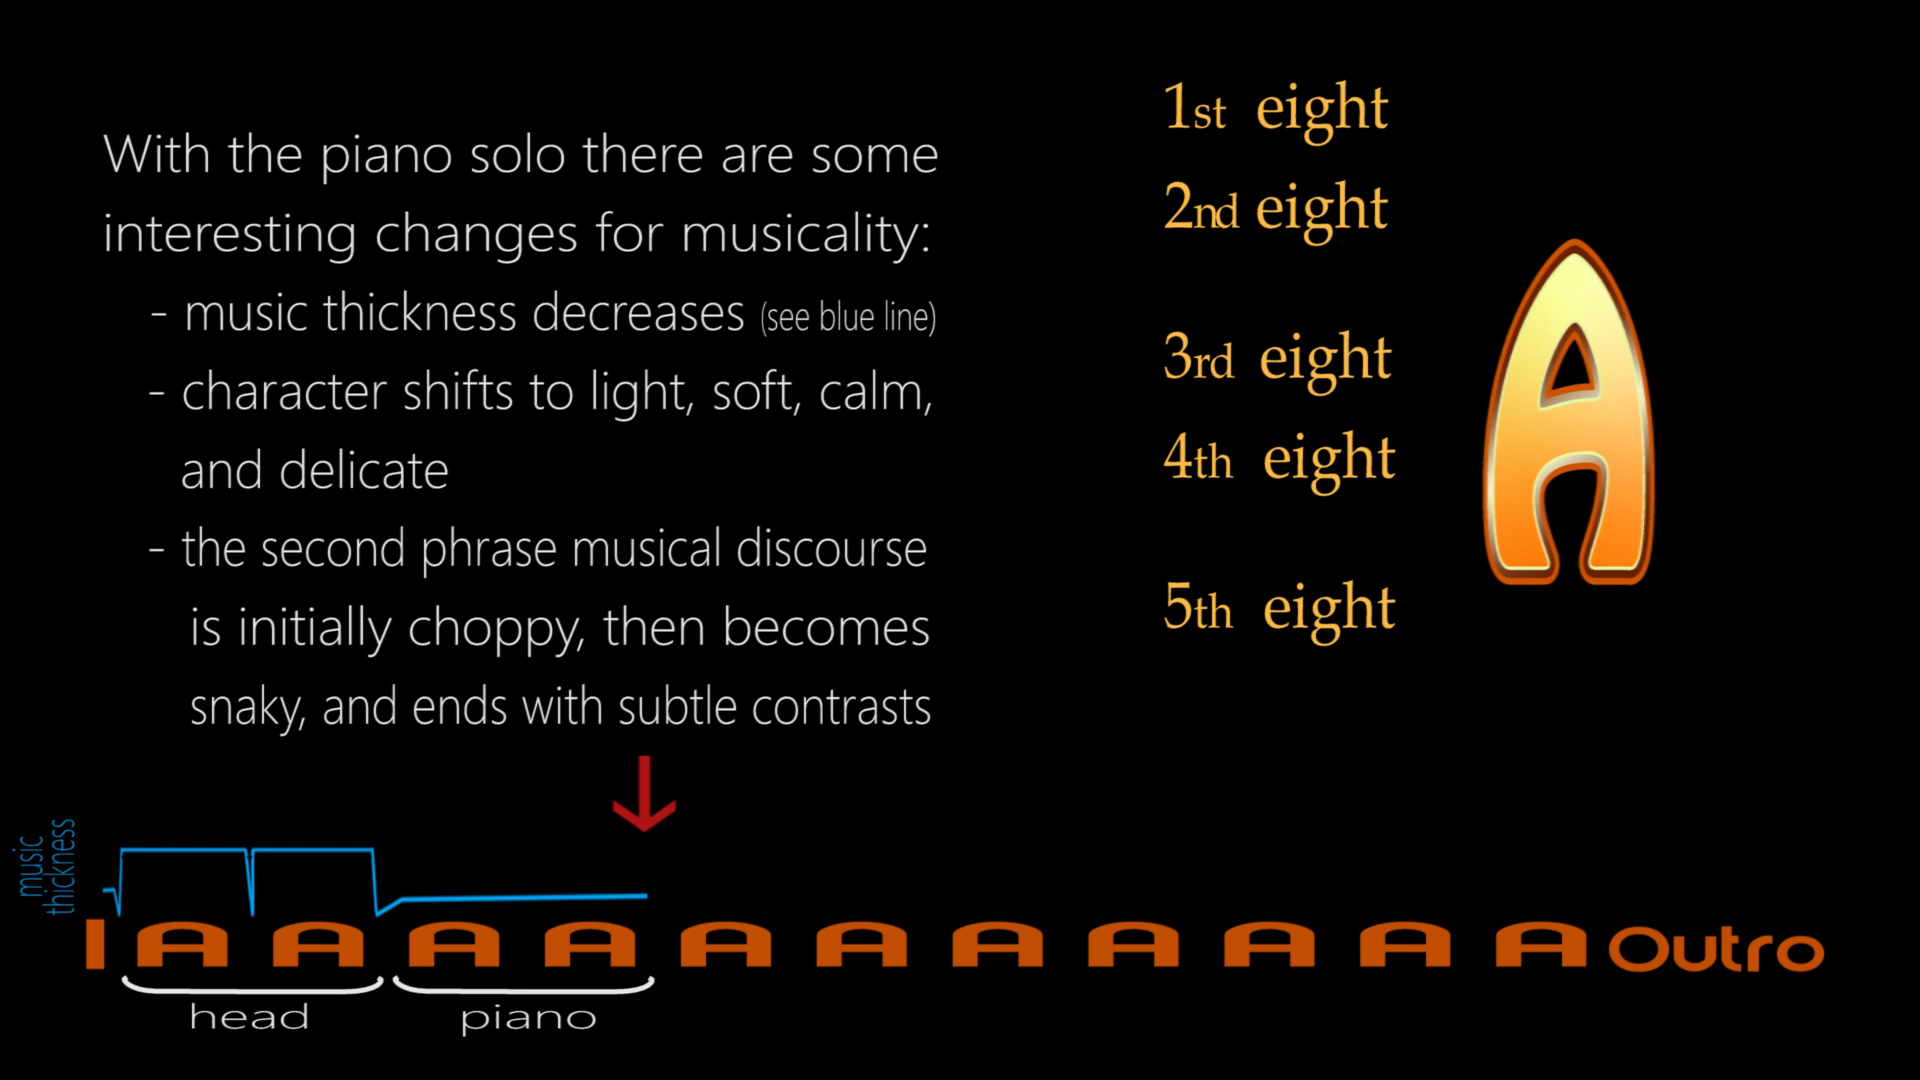 With the piano solo there are some
interesting changes for musicality:
- music thickness decreases (see blue line)
- character shifts to light, soft, calm,
and delicate
- the second phrase musical discourse
is initially choppy, then becomes
snaky, and ends with subtle contrasts
1st eight
2nd eight
3rd eight
4th eight
5th eight
A
music
thickness
I A A A A A A A A A A A Outro
head piano